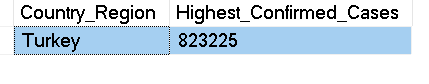 Country_Region Highest_Confirmed_Cases
Turkey 823225